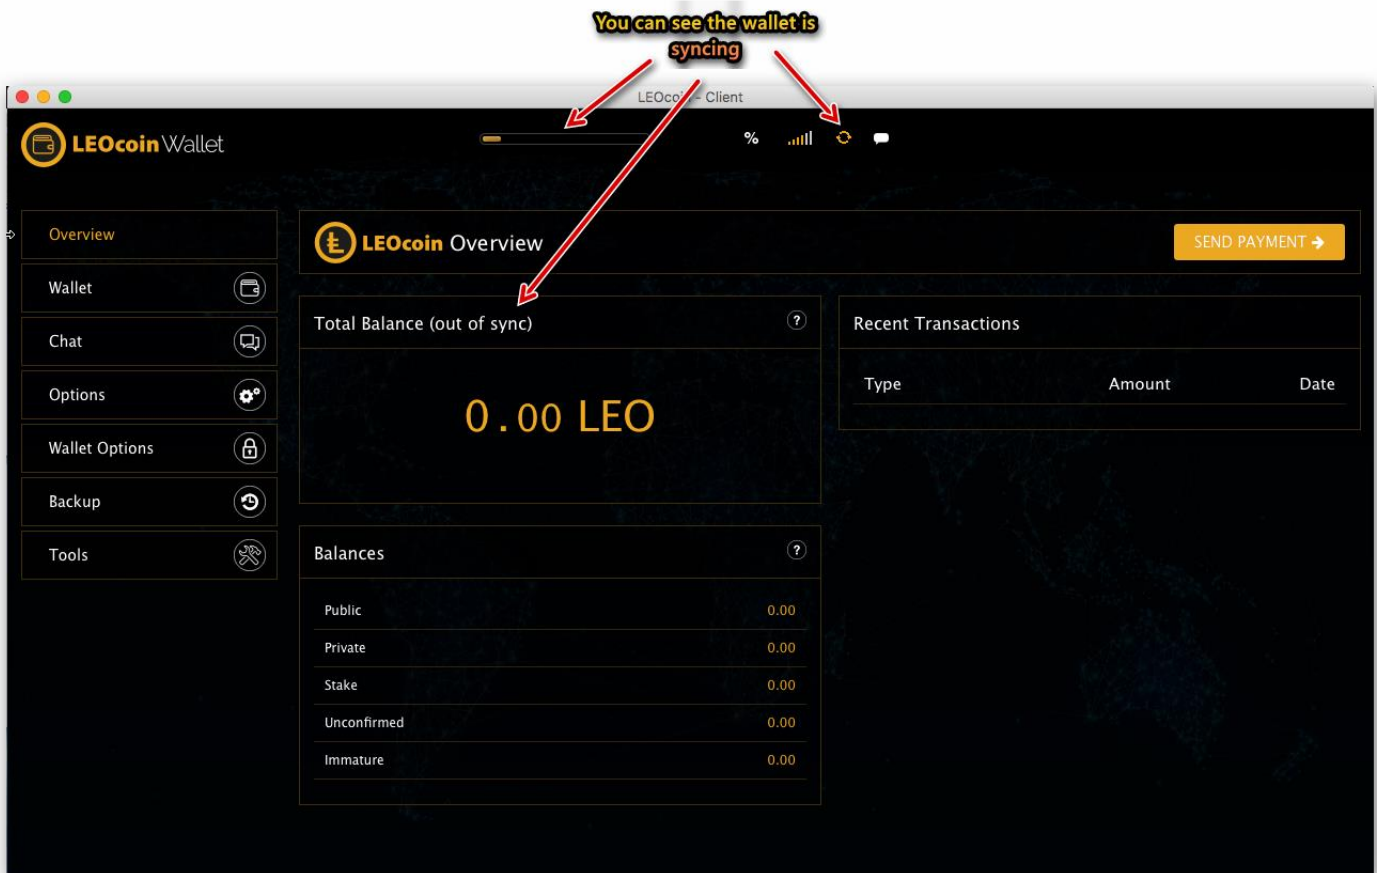 You can see the wallet is
syncing
LEOcoin - Client
LEOcoin Wallet
%
Overview
Wallet
Chat
Options
Wallet Options
Backup
Tools
LEOcoin Overview
SEND PAYMENT →
Total Balance (out of sync)
?
0.00 LEO
Recent Transactions
Type Amount Date
Balances
?
Public 0.00
Private 0.00
Stake 0.00
Unconfirmed 0.00
Immature 0.00